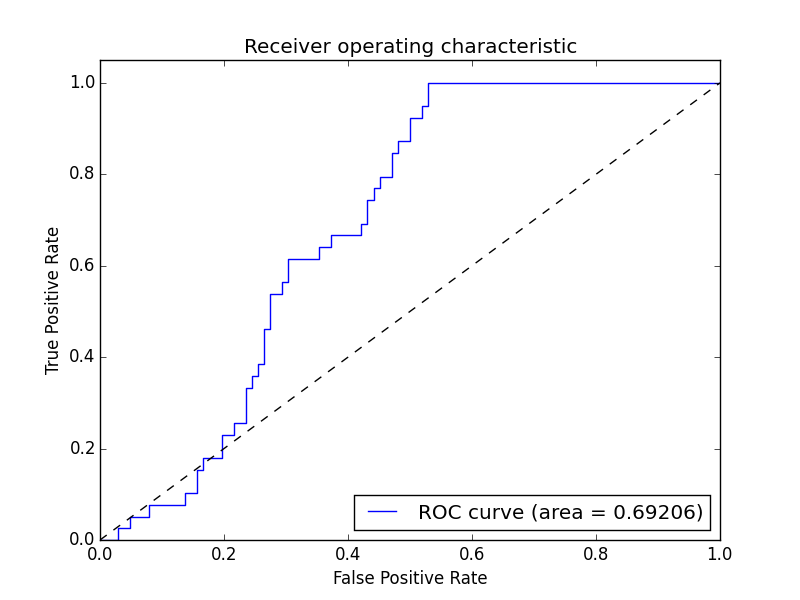 Receiver operating characteristic
1.0
0.8
0.6
0.4
0.2
0.0
True Positive Rate
ROC curve (area = 0.69206)
0.0 0.2 0.4 0.6 0.8 1.0
False Positive Rate